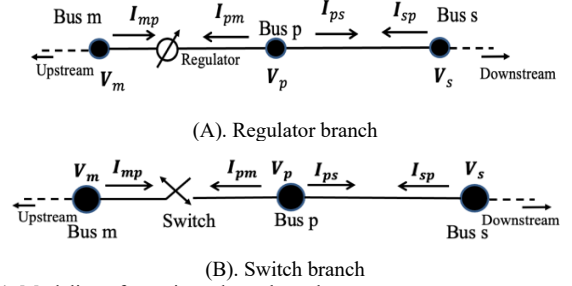 Bus m I_mp I_pm Bus p I_ps I_sp Bus s
Upstream V_m Regulator V_p V_s Downstream
(A). Regulator branch
V_m I_mp I_pm V_p I_ps I_sp V_s
Upstream Bus m Switch Bus p Bus s Downstream
(B). Switch branch